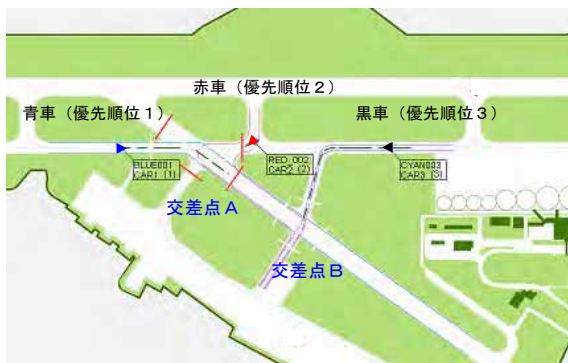 赤車（優先順位２）
青車（優先順位１）
黒車（優先順位３）
BLUE001
CAR1 (1)
RED 002
CAR2 (2)
CYAN003
CAR3 (3)
交差点Ａ
交差点Ｂ